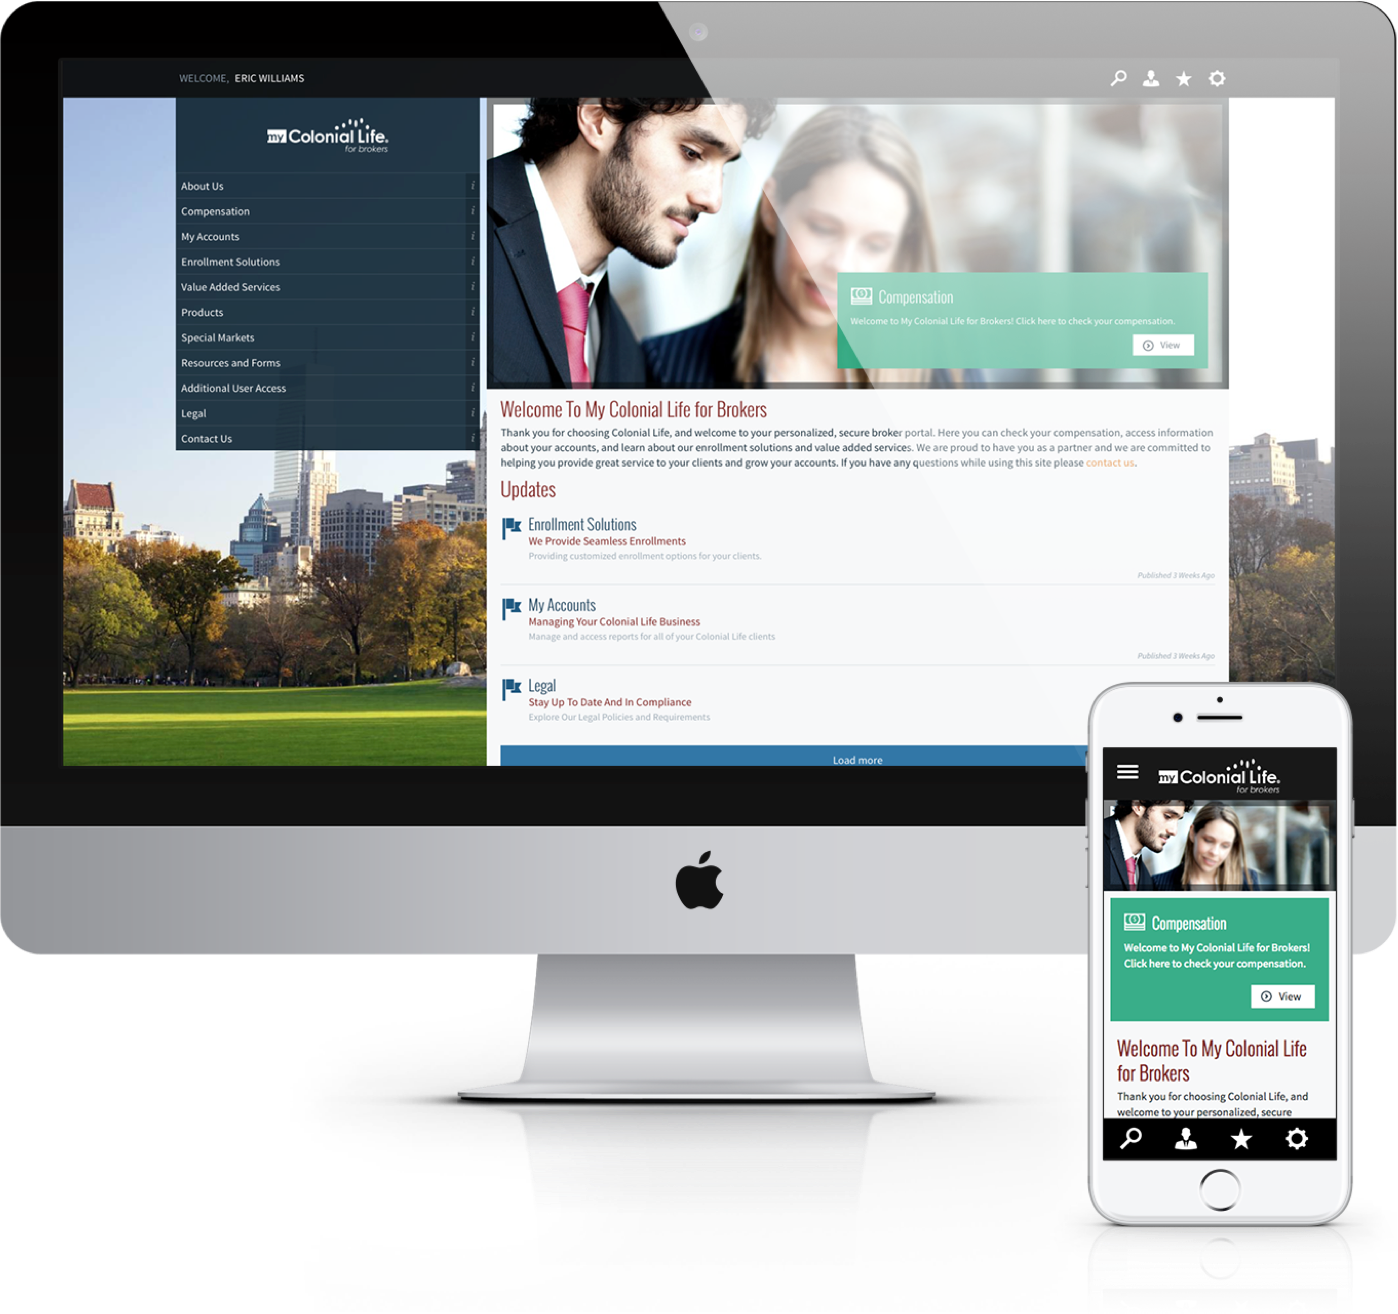 WELCOME, ERIC WILLIAMS
my Colonial Life®
for brokers
About Us
Compensation
My Accounts
Enrollment Solutions
Value Added Services
Products
Special Markets
Resources and Forms
Additional User Access
Legal
Contact Us
Compensation
Welcome to My Colonial Life for Brokers! Click here to check your compensation.
View
Welcome To My Colonial Life for Brokers
Thank you for choosing Colonial Life, and welcome to your personalized, secure broker portal. Here you can check your compensation, access information
about your accounts, and learn about our enrollment solutions and value added services. We are proud to have you as a partner and we are committed to
helping you provide great service to your clients and grow your accounts. If you have any questions while using this site please contact us.
Updates
Enrollment Solutions
We Provide Seamless Enrollments
Providing customized enrollment options for your clients.
Published 3 Weeks Ago
My Accounts
Managing Your Colonial Life Business
Manage and access reports for all of your Colonial Life clients
Published 3 Weeks Ago
Legal
Stay Up To Date And In Compliance
Explore Our Legal Policies and Requirements
Load more
my Colonial Life®
for brokers
Compensation
Welcome to My Colonial Life for Brokers!
Click here to check your compensation.
View
Welcome To My Colonial Life
for Brokers
Thank you for choosing Colonial Life, and
welcome to your personalized, secure